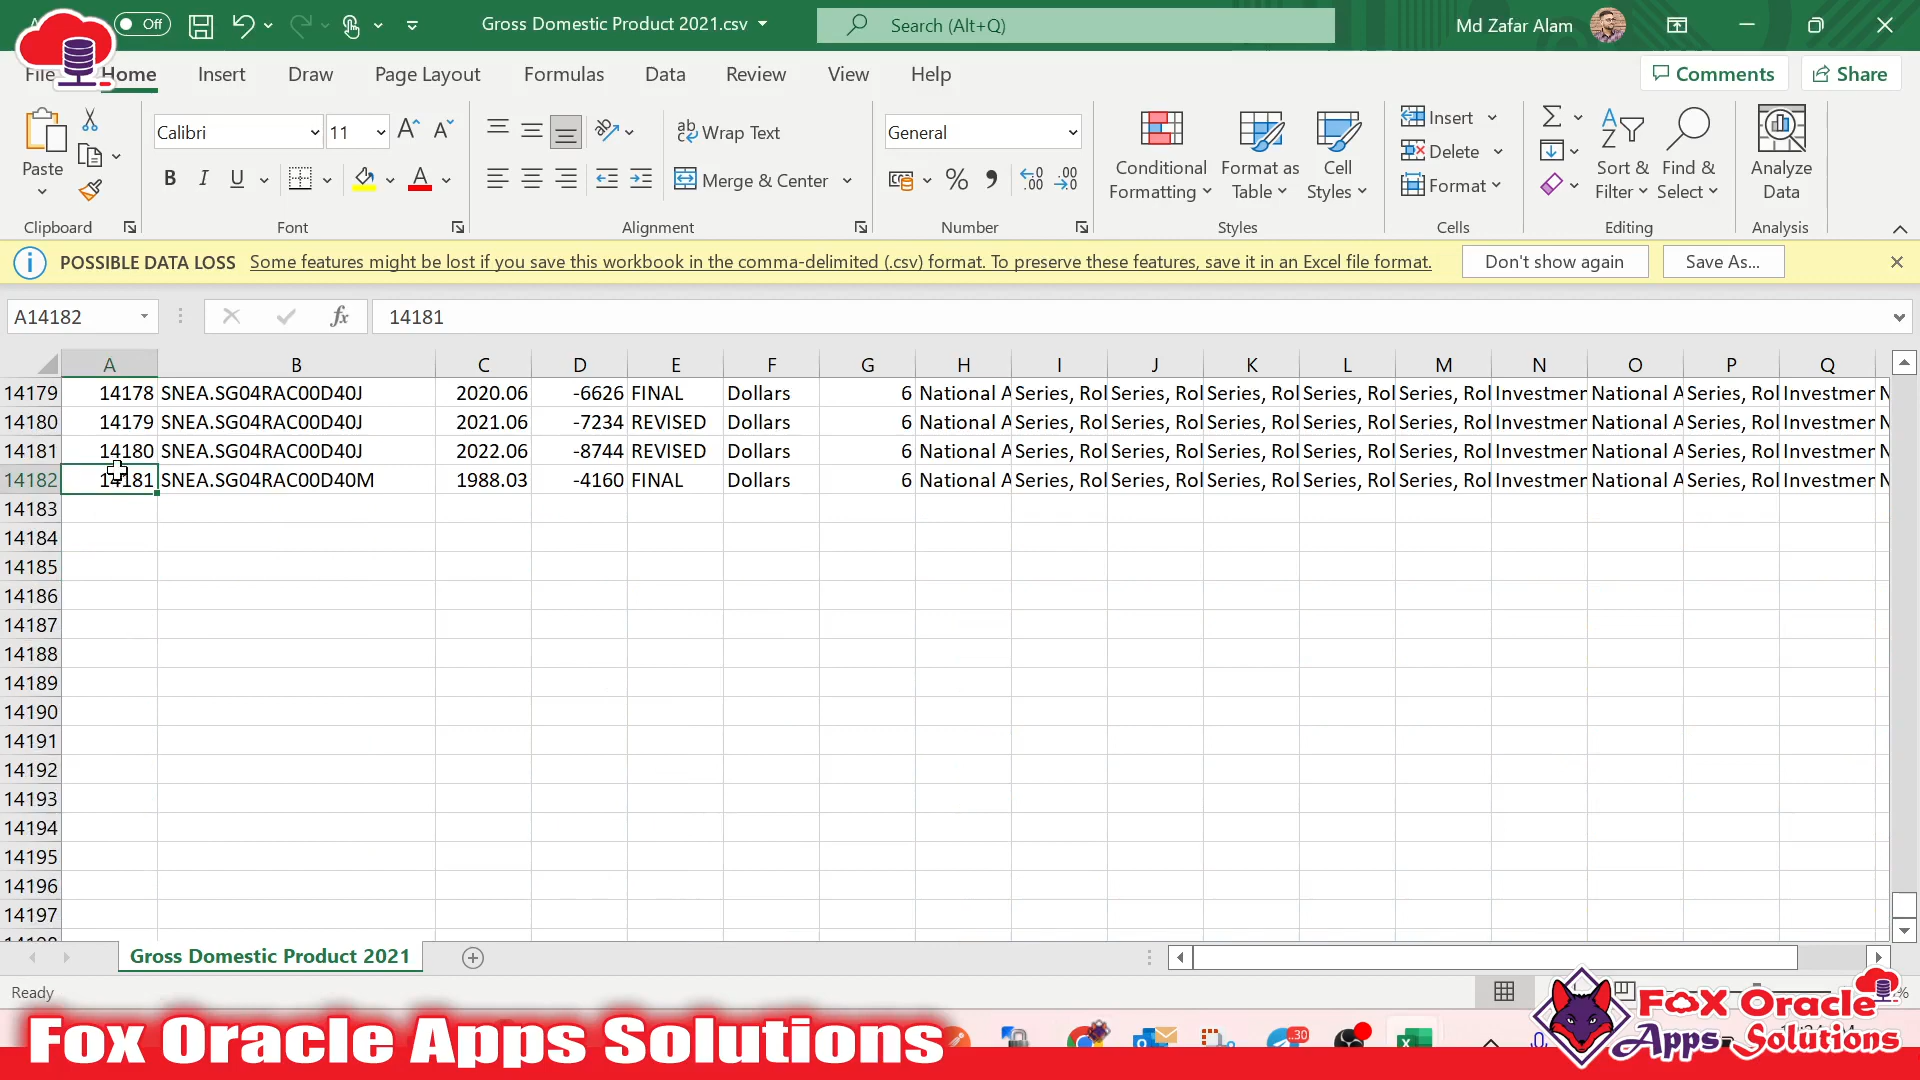 Off
Gross Domestic Product 2021.csv
Search (Alt+Q)
Md Zafar Alam
File Home Insert Draw Page Layout Formulas Data Review View Help
Comments Share
Paste
Calibri 11
B I U
Wrap Text
Merge & Center
General
Conditional Formatting
Format as Table
Cell Styles
Insert
Delete
Format
Sort & Filter
Find & Select
Analyze Data
Clipboard Font Alignment Number Styles Cells Editing Analysis
POSSIBLE DATA LOSS Some features might be lost if you save this workbook in the comma-delimited (.csv) format. To preserve these features, save it in an Excel file format. Don't show again Save As...
A14182 fx 14181
A B C D E F G H I J K L M N O P Q
14179 14178 SNEA.SG04RAC00D40J 2020.06 -6626 FINAL Dollars 6 National A Series, Rol Series, Rol Series, Rol Series, Rol Series, Rol Investmer National A Series, Rol Investmer N
14180 14179 SNEA.SG04RAC00D40J 2021.06 -7234 REVISED Dollars 6 National A Series, Rol Series, Rol Series, Rol Series, Rol Series, Rol Investmer National A Series, Rol Investmer N
14181 14180 SNEA.SG04RAC00D40J 2022.06 -8744 REVISED Dollars 6 National A Series, Rol Series, Rol Series, Rol Series, Rol Series, Rol Investmer National A Series, Rol Investmer N
14182 14181 SNEA.SG04RAC00D40M 1988.03 -4160 FINAL Dollars 6 National A Series, Rol Series, Rol Series, Rol Series, Rol Series, Rol Investmer National A Series, Rol Investmer N
14183
14184
14185
14186
14187
14188
14189
14190
14191
14192
14193
14194
14195
14196
14197
Gross Domestic Product 2021
Ready
Fox Oracle Apps Solutions
30
FOX Oracle
Apps Solutions